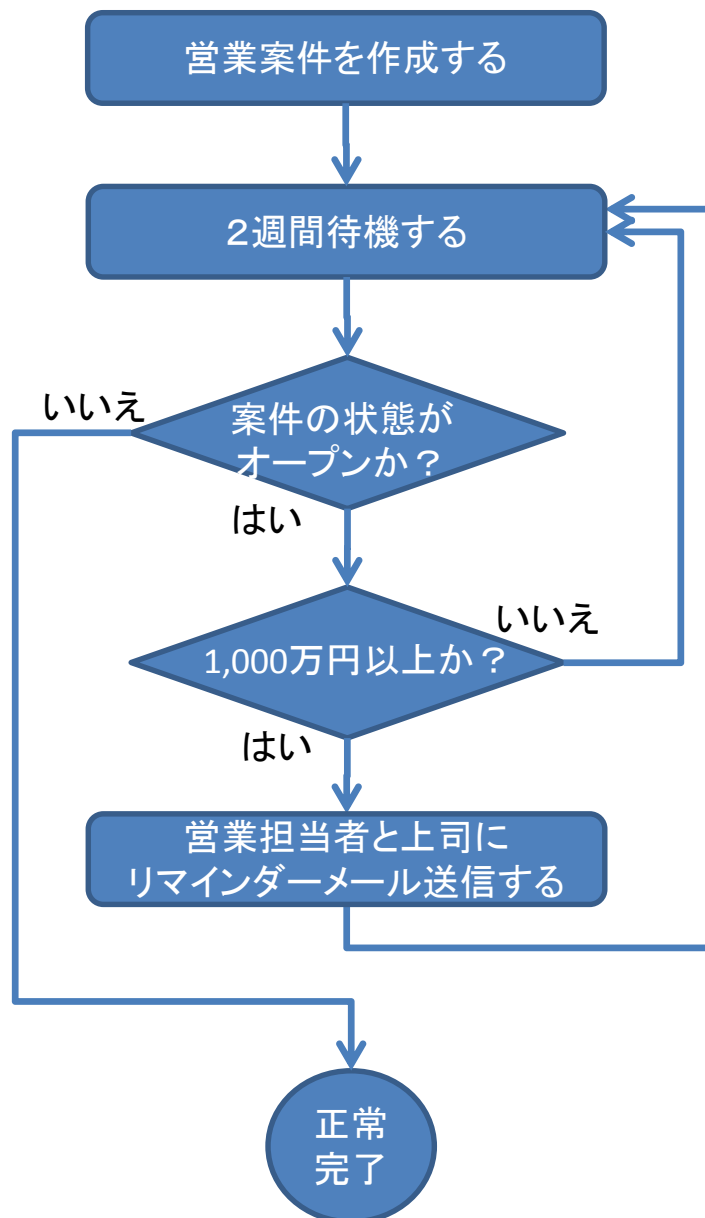 営業案件を作成する
２週間待機する
いいえ
案件の状態が
オープンか？
はい
いいえ
1,000万円以上か？
はい
営業担当者と上司に
リマインダーメール送信する
正常
完了